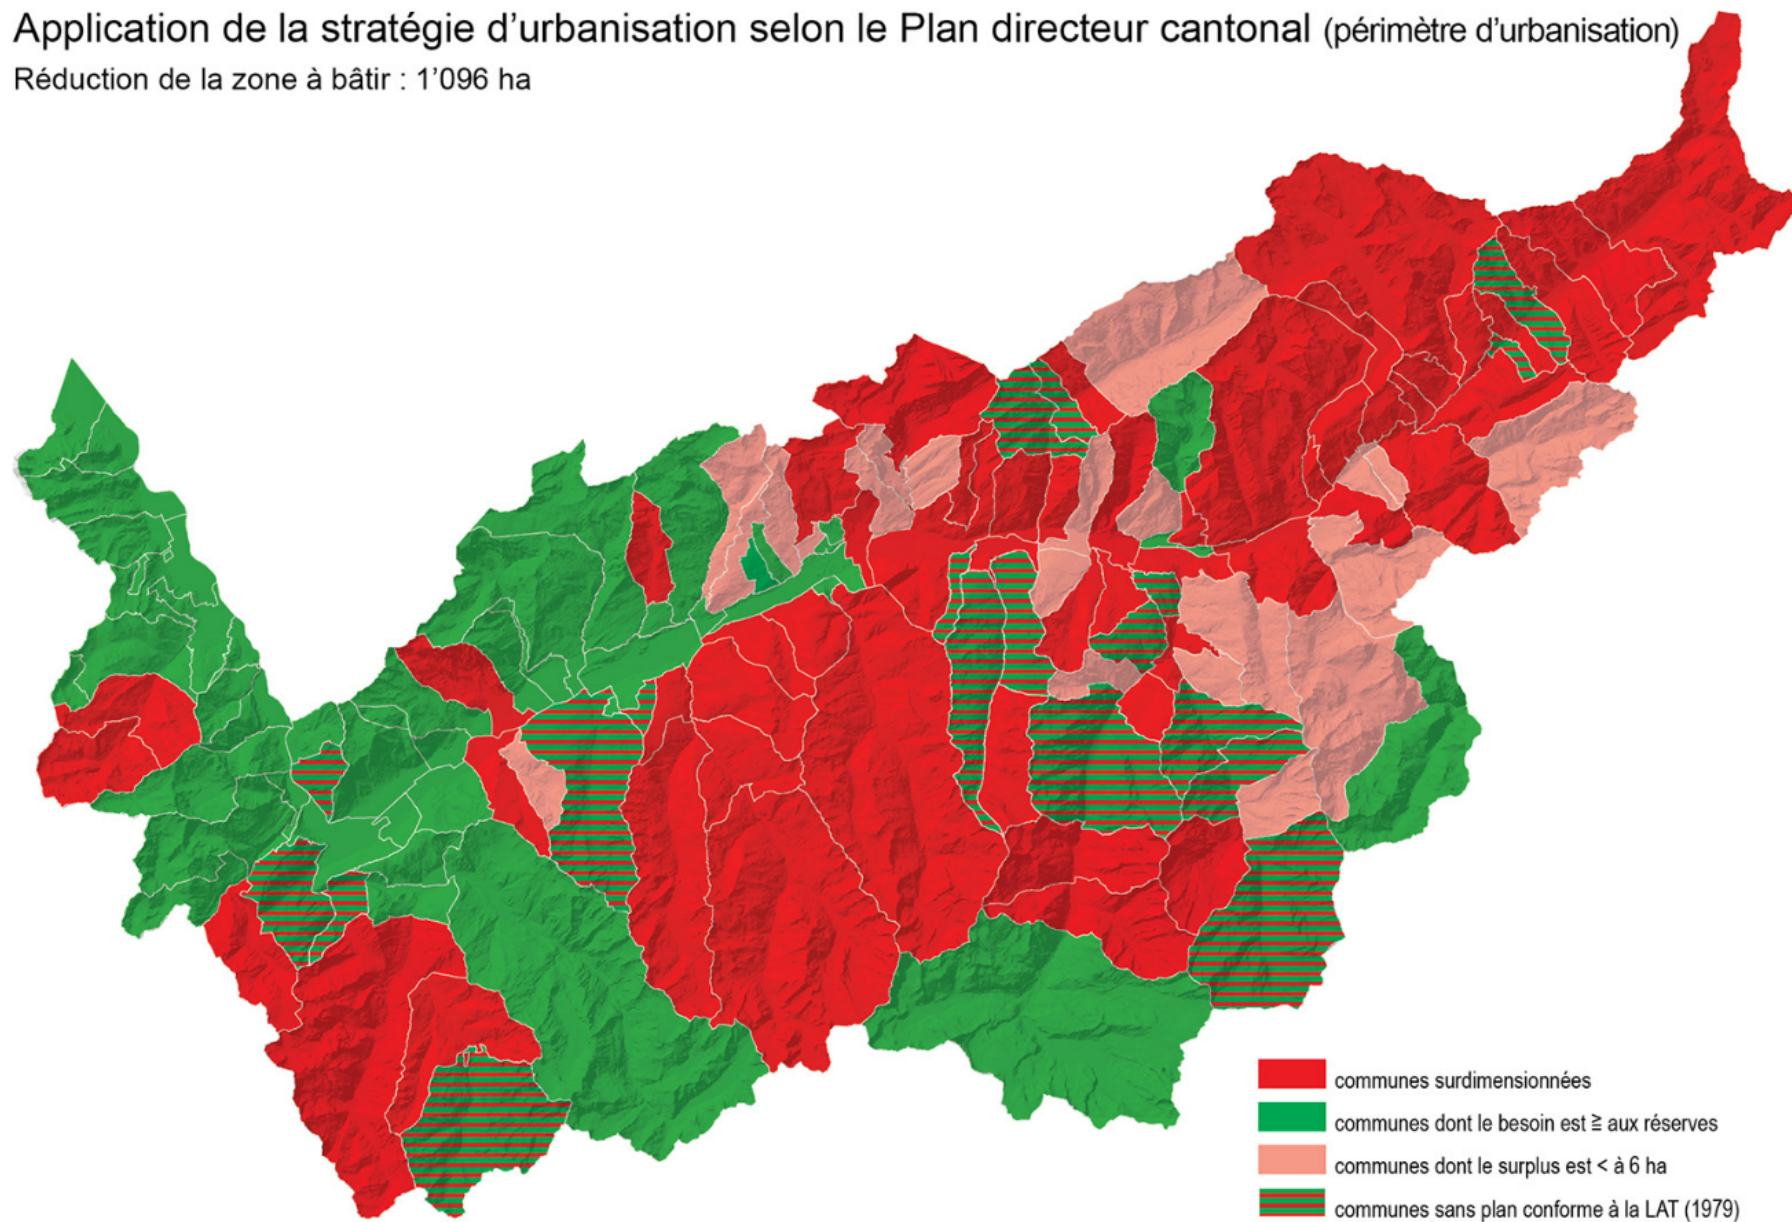 Application de la stratégie d'urbanisation selon le Plan directeur cantonal (périmètre d'urbanisation)
Réduction de la zone à bâtir : 1'096 ha
communes surdimensionnées
communes dont le besoin est ≧ aux réserves
communes dont le surplus est < à 6 ha
communes sans plan conforme à la LAT (1979)